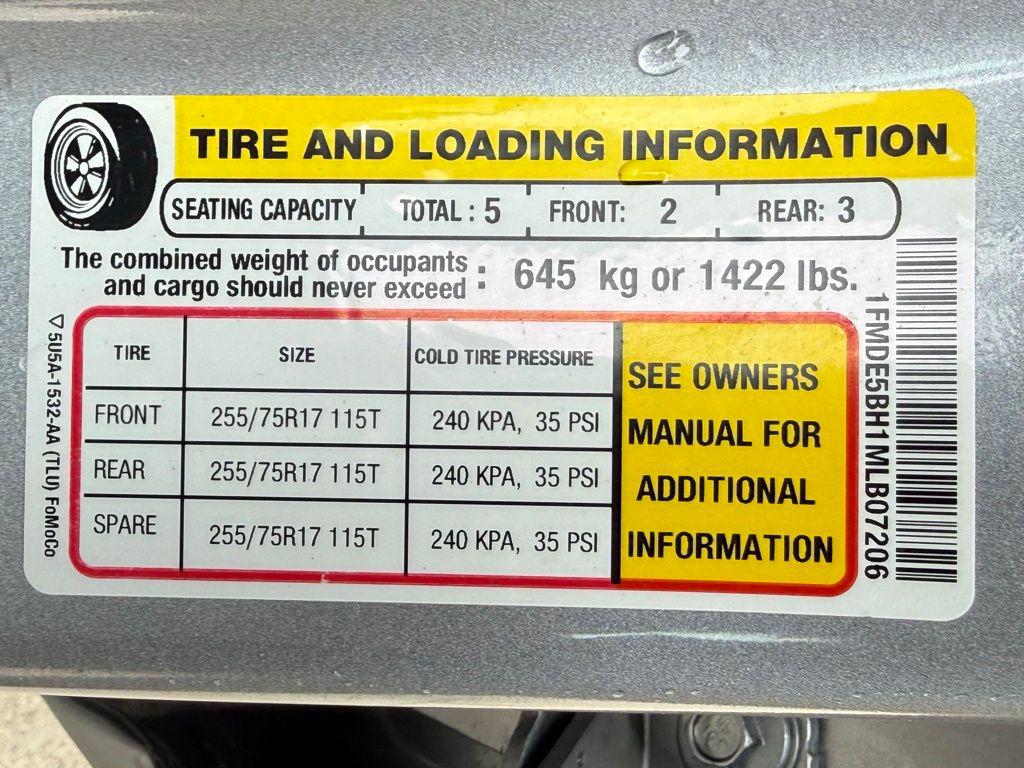 TIRE AND LOADING INFORMATION
SEATING CAPACITY TOTAL : 5 FRONT: 2 REAR: 3
The combined weight of occupants
and cargo should never exceed : 645 kg or 1422 lbs.
TIRE SIZE COLD TIRE PRESSURE
FRONT 255/75R17 115T 240 KPA, 35 PSI
REAR 255/75R17 115T 240 KPA, 35 PSI
SPARE 255/75R17 115T 240 KPA, 35 PSI
SEE OWNERS
MANUAL FOR
ADDITIONAL
INFORMATION
1FMDE5BH1MLB07206
▽5U5A-1532-AA (TLU) FoMoCo